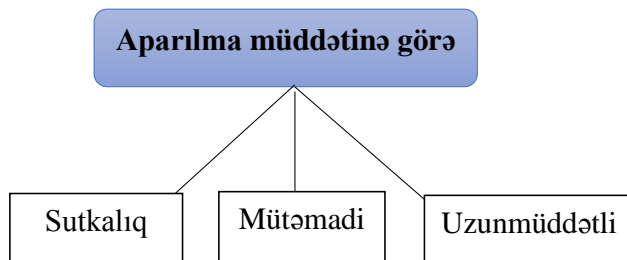 Aparılma müddətinə görə
Sutkalıq
Mütəmadi
Uzunmüddətli